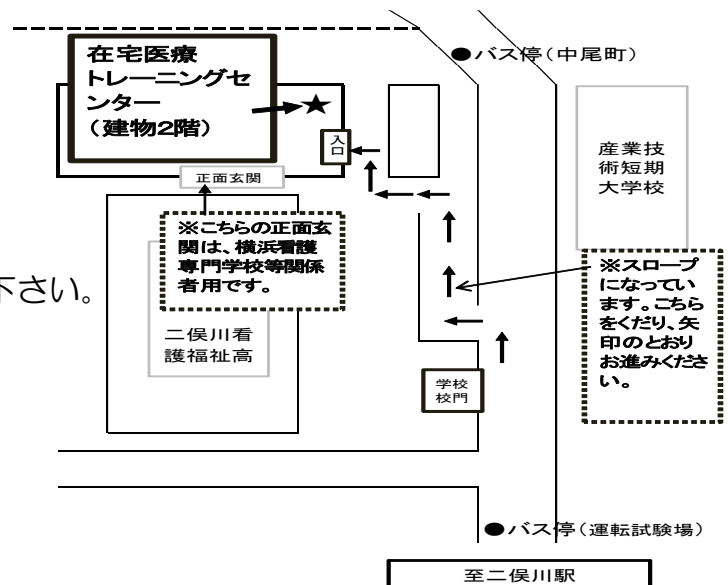 在宅医療
トレーニングセ
ンター
(建物2階)
★
●バス停(中尾町)
入口
正面玄関
産業技
術短期
大学校
※こちらの正面玄
関は、横浜看護
専門学校等関係
者用です。
下さい。
二俣川看
護福祉高
※スロープ
になってい
ます。こちら
をくだり、矢
印のとおり
お進みくださ
い。
学校
校門
●バス停(運転試験場)
至二俣川駅